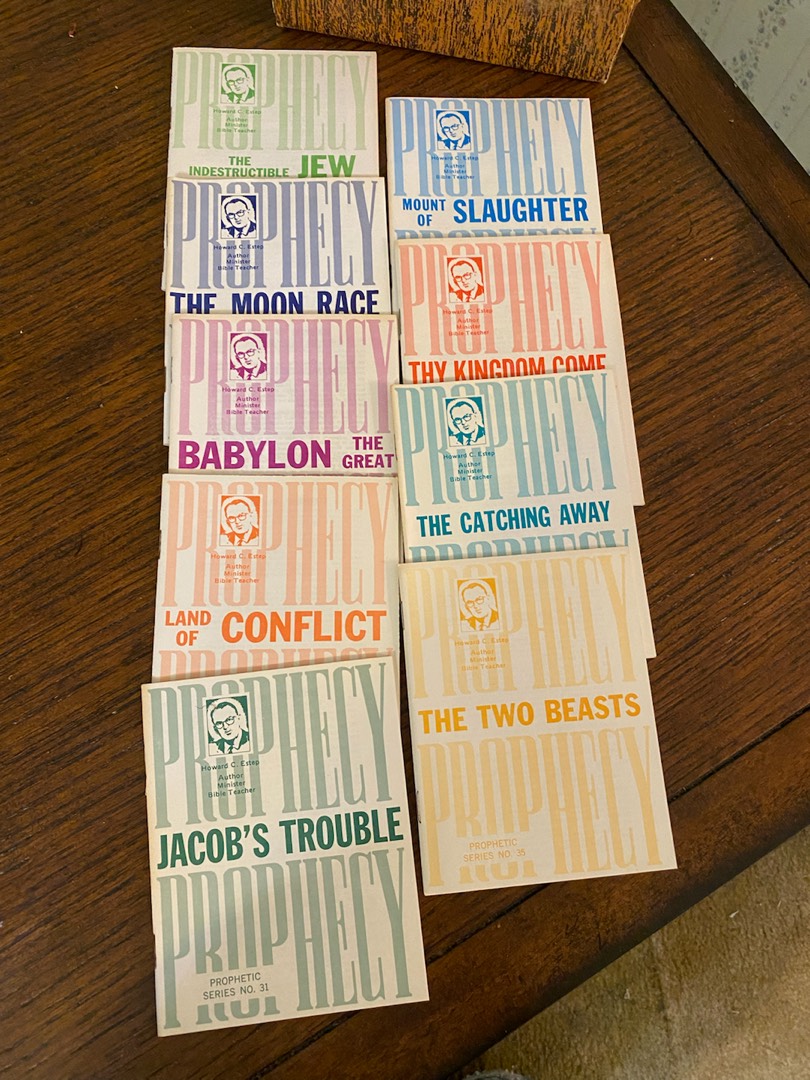 PROPHECY
Howard C. Estep
Author
Minister
Bible Teacher
THE
INDESTRUCTIBLE JEW
PROPHECY
Howard C. Estep
Author
Minister
Bible Teacher
THE MOON RACE
PROPHECY
Howard C. Estep
Author
Minister
Bible Teacher
BABYLON THE
GREAT
PROPHECY
Howard C. Estep
Author
Minister
Bible Teacher
LAND
OF CONFLICT
PROPHECY
PROPHECY
Howard C. Estep
Author
Minister
Bible Teacher
JACOB'S TROUBLE
PROPHECY
PROPHETIC
SERIES NO. 31
PROPHECY
Howard C. Estep
Author
Minister
Bible Teacher
MOUNT
OF SLAUGHTER
PROPHECY
PROPHECY
Howard C. Estep
Author
Minister
Bible Teacher
THY KINGDOM COME
PROPHECY
Howard C. Estep
Author
Minister
Bible Teacher
THE CATCHING AWAY
PROPHECY
PROPHECY
Howard C. Estep
Author
Minister
Bible Teacher
THE TWO BEASTS
PROPHECY
PROPHETIC
SERIES NO. 35